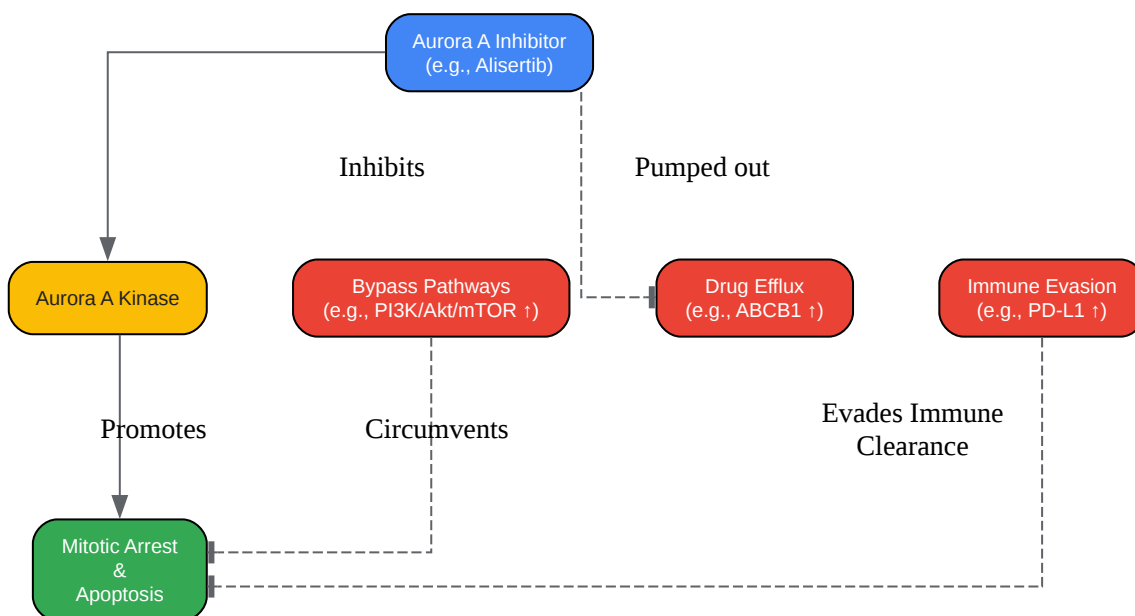 Aurora A Inhibitor
(e.g., Alisertib)
Inhibits
Pumped out
Aurora A Kinase
Bypass Pathways
(e.g., PI3K/Akt/mTOR ↑)
Drug Efflux
(e.g., ABCB1 ↑)
Immune Evasion
(e.g., PD-L1 ↑)
Promotes
Circumvents
Evades Immune
Clearance
Mitotic Arrest
&
Apoptosis